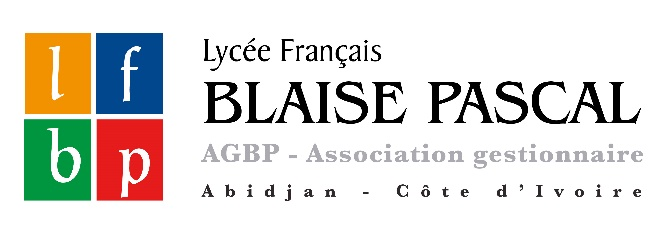 l f
b p
Lycée Français
BLAISE PASCAL
AGBP - Association gestionnaire
Abidjan - Côte d'Ivoire